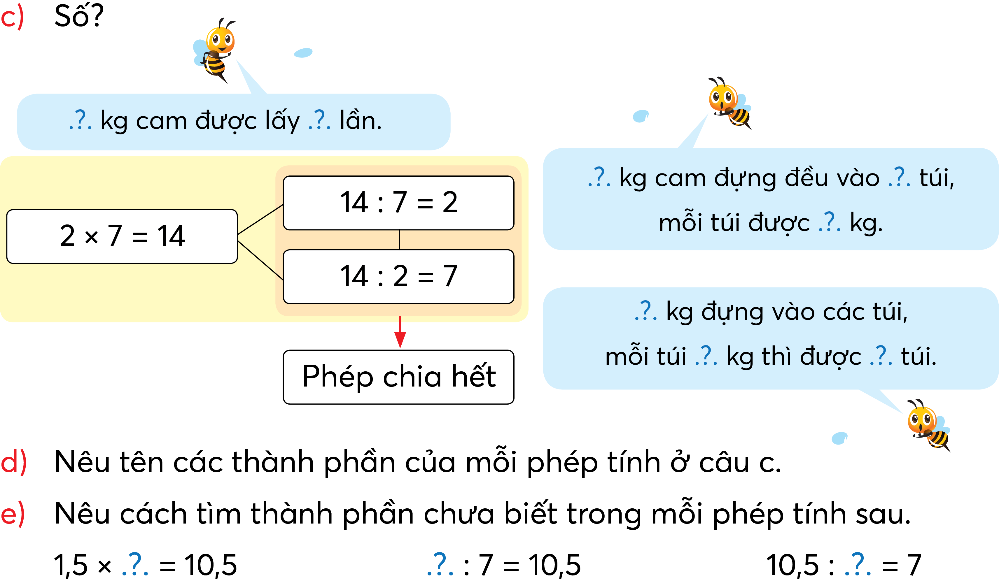 c) Số?
.?. kg cam được lấy .?. lần.
.?. kg cam đựng đều vào .?. túi,
mỗi túi được .?. kg.
2 × 7 = 14
14 : 7 = 2
14 : 2 = 7
.?. kg đựng vào các túi,
mỗi túi .?. kg thì được .?. túi.
Phép chia hết
d) Nêu tên các thành phần của mỗi phép tính ở câu c.
e) Nêu cách tìm thành phần chưa biết trong mỗi phép tính sau.
1,5 × .?. = 10,5 .?. : 7 = 10,5 10,5 : .?. = 7